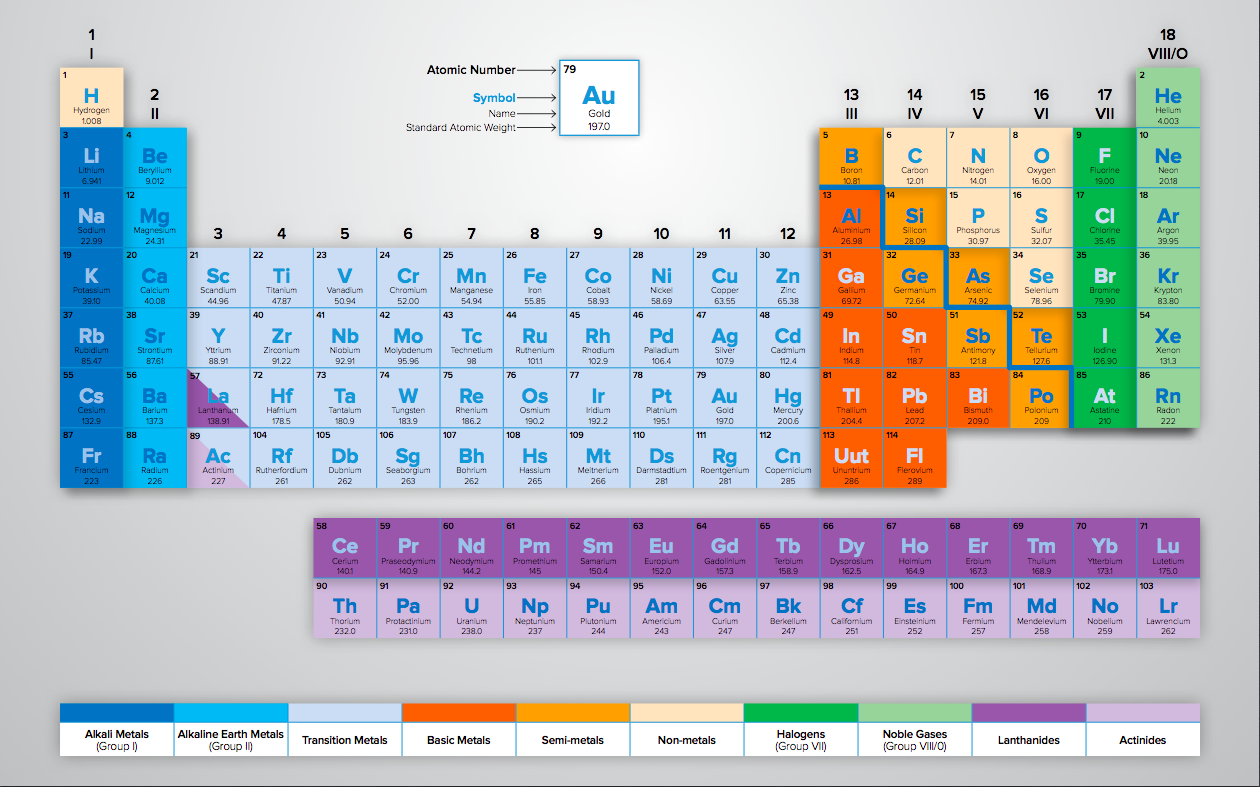 1
I
18
VIII/O
1
H
Hydrogen
1.008
2
II
Atomic Number
Symbol
Name
Standard Atomic Weight
79
Au
Gold
197.0
13 14 15 16 17
III IV V VI VII
2
He
Helium
4.003
3 4 5 6 7 8 9 10
Li Be B C N O F Ne
Lithium Beryllium Boron Carbon Nitrogen Oxygen Fluorine Neon
6.941 9.012 10.81 12.01 14.01 16.00 19.00 20.18
11 12 13 14 15 16 17 18
Na Mg Al Si P S Cl Ar
Sodium Magnesium Aluminium Silicon Phosphorus Sulfur Chlorine Argon
22.99 24.31 26.98 28.09 30.97 32.07 35.45 39.95
3 4 5 6 7 8 9 10 11 12
19 20 21 22 23 24 25 26 27 28 29 30 31 32 33 34 35 36
K Ca Sc Ti V Cr Mn Fe Co Ni Cu Zn Ga Ge As Se Br Kr
Potassium Calcium Scandium Titanium Vanadium Chromium Manganese Iron Cobalt Nickel Copper Zinc Gallium Germanium Arsenic Selenium Bromine Krypton
39.10 40.08 44.96 47.87 50.94 52.00 54.94 55.85 58.93 58.69 63.55 65.38 69.72 72.64 74.92 78.96 79.90 83.80
37 38 39 40 41 42 43 44 45 46 47 48 49 50 51 52 53 54
Rb Sr Y Zr Nb Mo Tc Ru Rh Pd Ag Cd In Sn Sb Te I Xe
Rubidium Strontium Yttrium Zirconium Niobium Molybdenum Technetium Ruthenium Rhodium Palladium Silver Cadmium Indium Tin Antimony Tellurium Iodine Xenon
85.47 87.61 88.91 91.22 92.91 95.96 98 101.1 102.9 106.4 107.9 112.4 114.8 118.7 121.8 127.6 126.90 131.3
55 56 57 72 73 74 75 76 77 78 79 80 81 82 83 84 85 86
Cs Ba La Hf Ta W Re Os Ir Pt Au Hg Tl Pb Bi Po At Rn
Cesium Barium Lanthanum Hafnium Tantalum Tungsten Rhenium Osmium Iridium Platnium Gold Mercury Thallium Lead Bismuth Polonium Astatine Radon
132.9 137.3 138.91 178.5 180.9 183.9 186.2 190.2 192.2 195.1 197.0 200.6 204.4 207.2 209.0 209 210 222
87 88 89 104 105 106 107 108 109 110 111 112 113 114
Fr Ra Ac Rf Db Sg Bh Hs Mt Ds Rg Cn Uut Fl
Francium Radium Actinium Rutherfordium Dubnium Seaborgium Bohrium Hassium Meitnerium Darmstadtium Roentgenium Copernicium Ununtrium Flerovium
223 226 227 261 262 263 262 265 266 281 281 285 286 289
58 59 60 61 62 63 64 65 66 67 68 69 70 71
Ce Pr Nd Pm Sm Eu Gd Tb Dy Ho Er Tm Yb Lu
Cerium Praseodymium Neodymium Promethium Samarium Europium Gadolinium Terbium Dysprosium Holmium Erbium Thulium Ytterbium Lutetium
140.1 140.9 144.2 145 150.4 152.0 157.3 158.9 162.5 164.9 167.3 168.9 173.1 175.0
90 91 92 93 94 95 96 97 98 99 100 101 102 103
Th Pa U Np Pu Am Cm Bk Cf Es Fm Md No Lr
Thorium Protactinium Uranium Neptunium Plutonium Americium Curium Berkelium Californium Einsteinium Fermium Mendelevium Nobelium Lawrencium
232.0 231.0 238.0 237 244 243 247 247 251 252 257 258 259 262
Alkali Metals
(Group I)
Alkaline Earth Metals
(Group II)
Transition Metals
Basic Metals
Semi-metals
Non-metals
Halogens
(Group VII)
Noble Gases
(Group VIII/0)
Lanthanides
Actinides